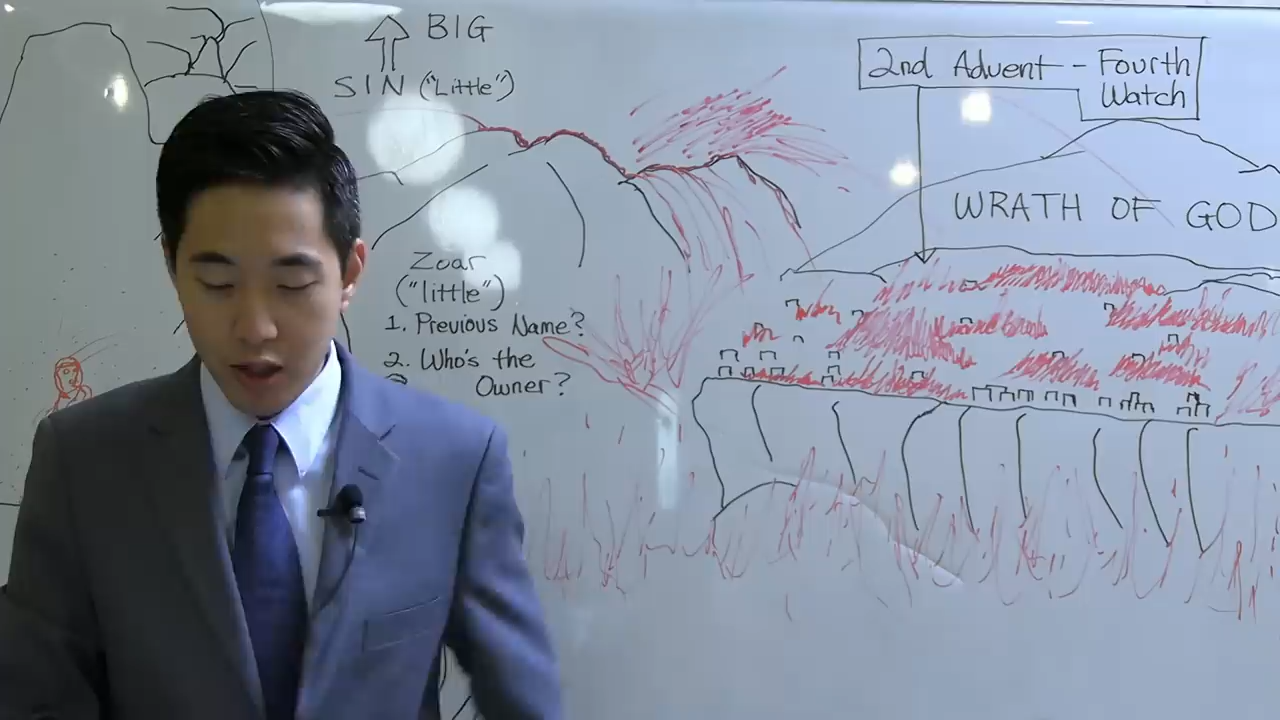 BIG
SIN ("Little")
2nd Advent - Fourth
Watch
WRATH OF GOD
Zoar
("little")
1. Previous Name?
2. Who's the
Owner?